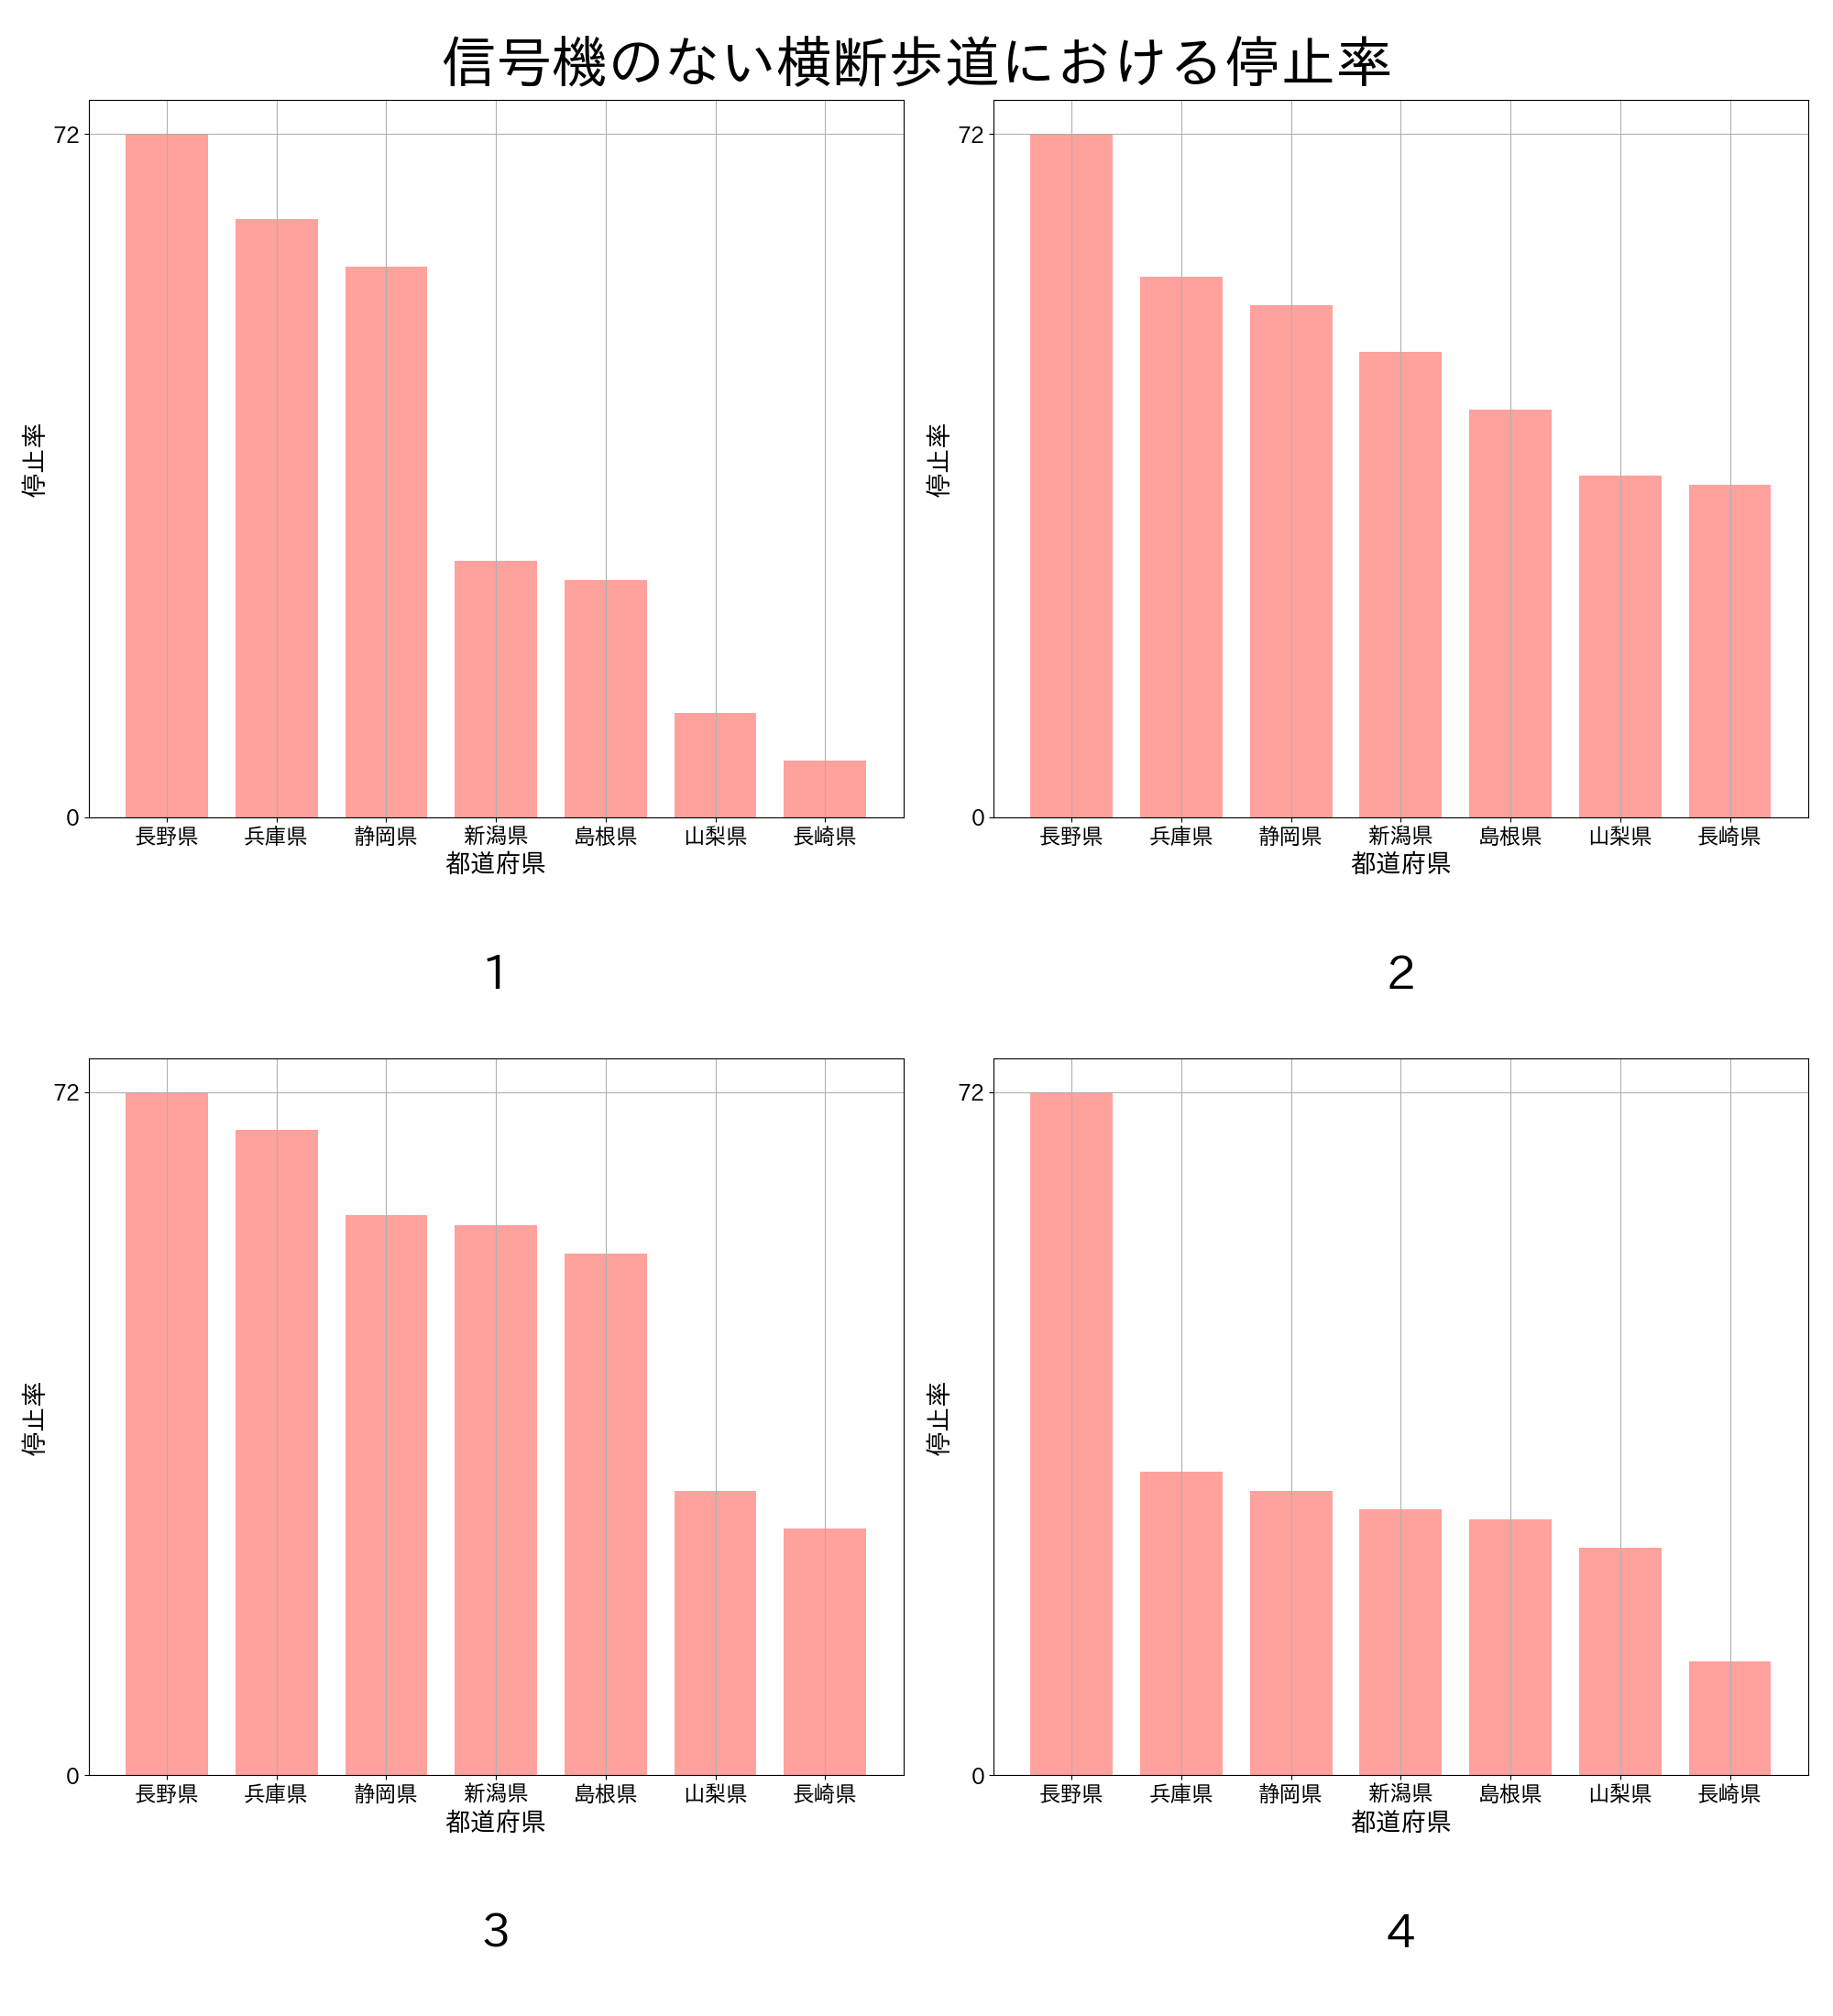 信号機のない横断歩道における停止率
72
停止率
0
長野県 兵庫県 静岡県 新潟県 島根県 山梨県 長崎県
都道府県
1
72
停止率
0
長野県 兵庫県 静岡県 新潟県 島根県 山梨県 長崎県
都道府県
2
72
停止率
0
長野県 兵庫県 静岡県 新潟県 島根県 山梨県 長崎県
都道府県
3
72
停止率
0
長野県 兵庫県 静岡県 新潟県 島根県 山梨県 長崎県
都道府県
4